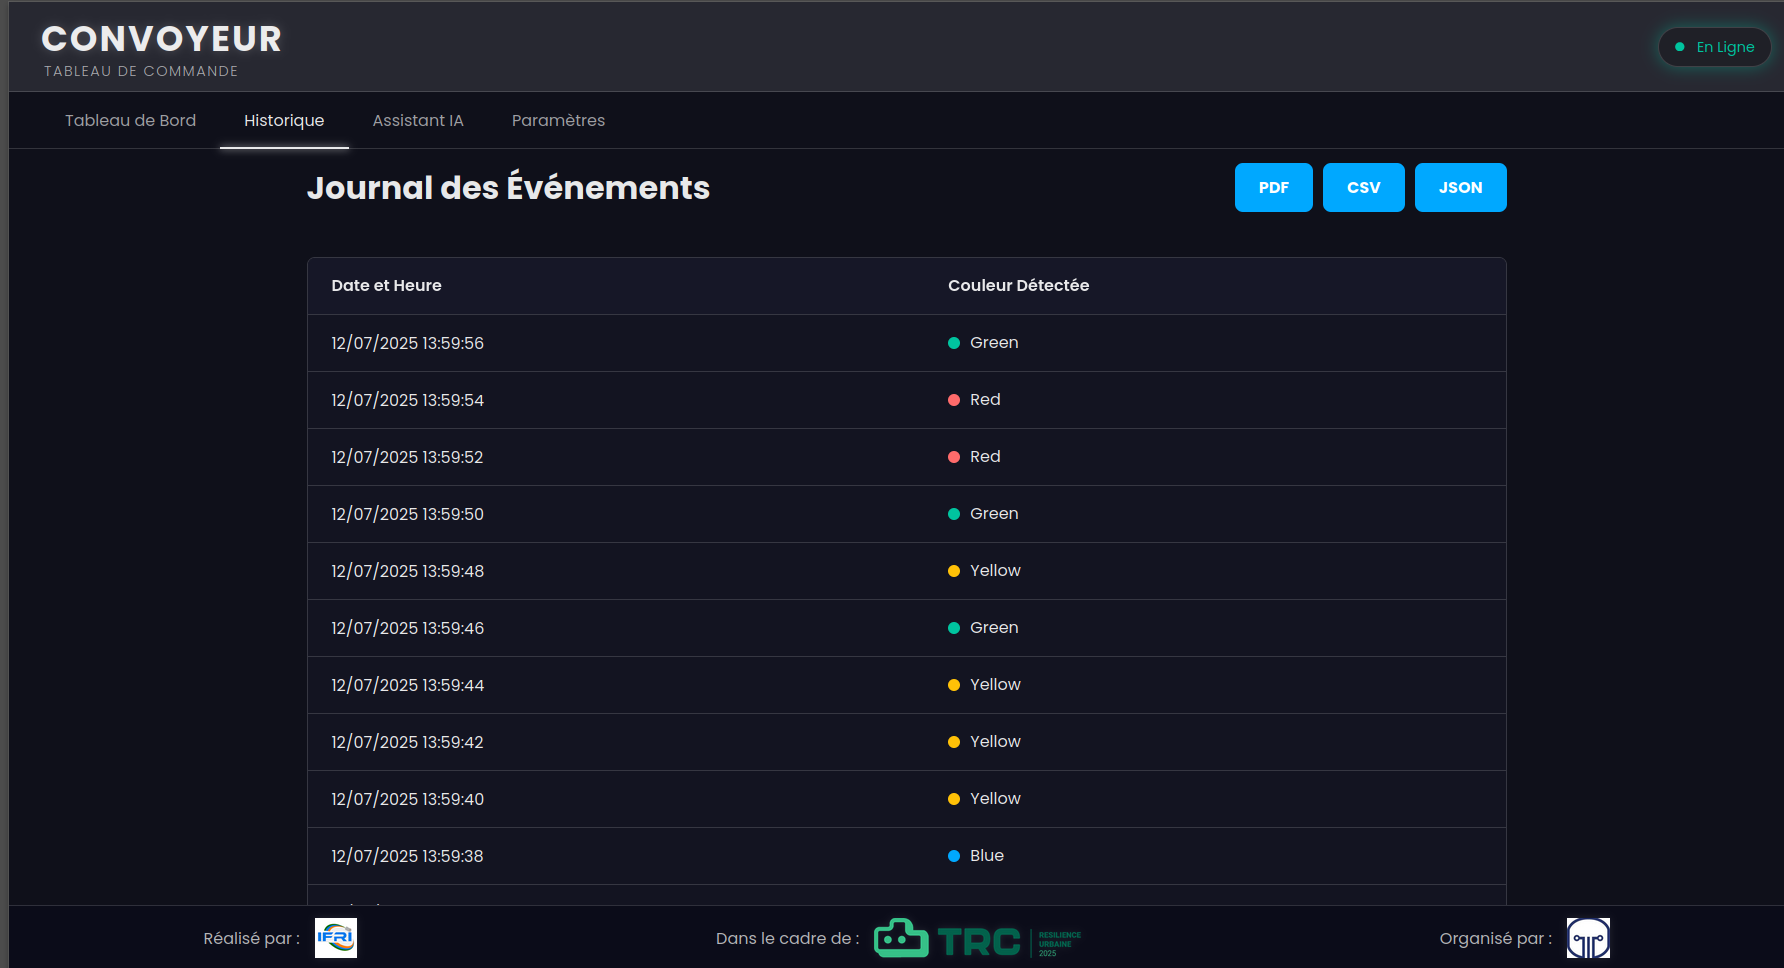 CONVOYEUR
TABLEAU DE COMMANDE
En Ligne
Tableau de Bord Historique Assistant IA Paramètres
Journal des Événements
PDF CSV JSON
Date et Heure Couleur Détectée
12/07/2025 13:59:56 Green
12/07/2025 13:59:54 Red
12/07/2025 13:59:52 Red
12/07/2025 13:59:50 Green
12/07/2025 13:59:48 Yellow
12/07/2025 13:59:46 Green
12/07/2025 13:59:44 Yellow
12/07/2025 13:59:42 Yellow
12/07/2025 13:59:40 Yellow
12/07/2025 13:59:38 Blue
Réalisé par : IFRI
Dans le cadre de : TRC
RESILIENCE
URBAINE
2025
Organisé par :